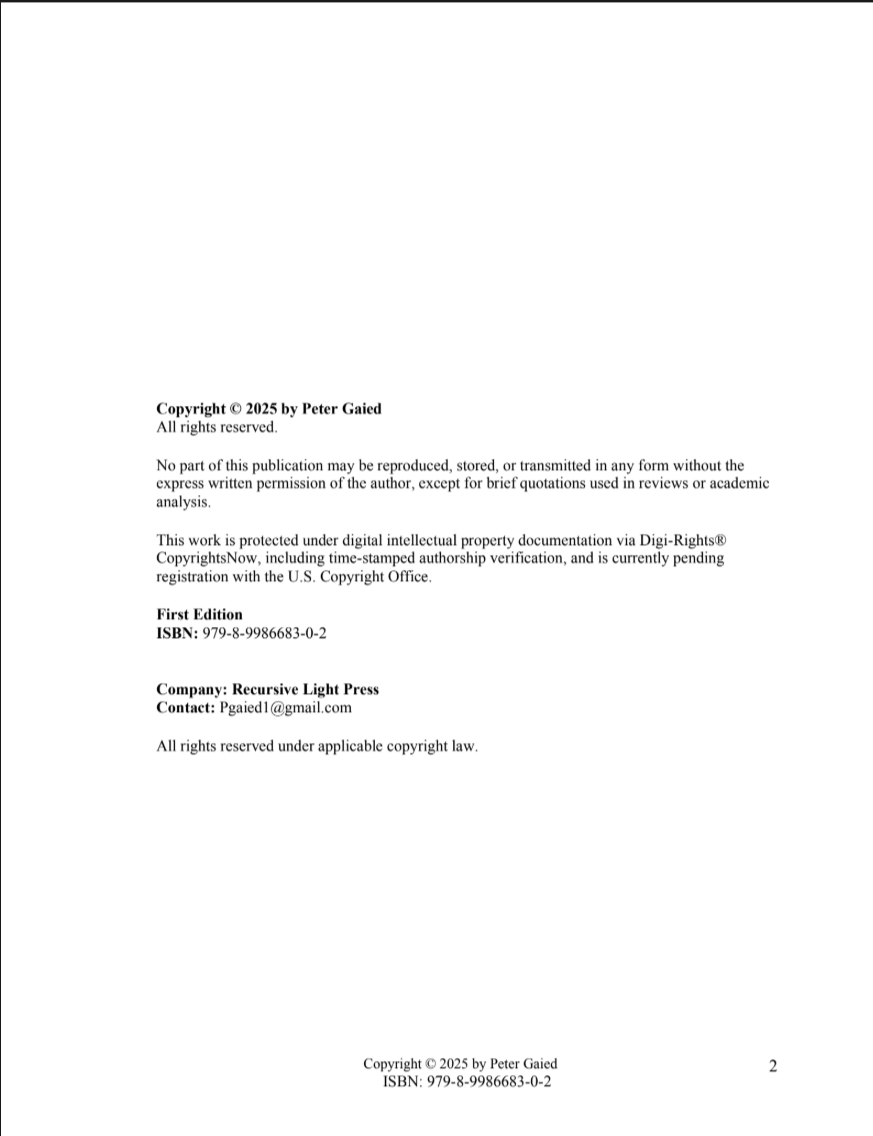 Copyright © 2025 by Peter Gaied
All rights reserved.
No part of this publication may be reproduced, stored, or transmitted in any form without the
express written permission of the author, except for brief quotations used in reviews or academic
analysis.
This work is protected under digital intellectual property documentation via Digi-Rights®
CopyrightsNow, including time-stamped authorship verification, and is currently pending
registration with the U.S. Copyright Office.
First Edition
ISBN: 979-8-9986683-0-2
Company: Recursive Light Press
Contact: Pgaied1@gmail.com
All rights reserved under applicable copyright law.
Copyright © 2025 by Peter Gaied
ISBN: 979-8-9986683-0-2
2